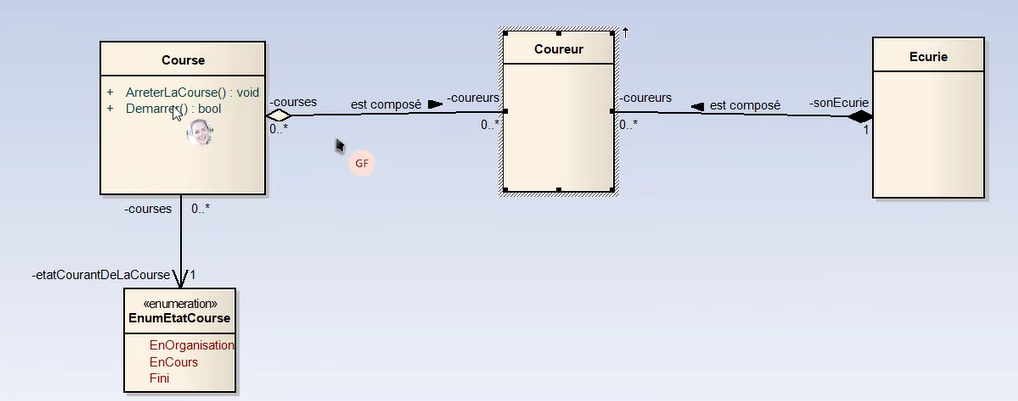 Course
+ ArreterLaCourse() : void
+ Demarrer() : bool
-courses
0..*
est composé
-coureurs
0..*
Coureur
-coureurs
0..*
est composé
-sonEcurie
1
Ecurie
GF
-courses
0..*
-etatCourantDeLaCourse
1
«enumeration»
EnumEtatCourse
EnOrganisation
EnCours
Fini